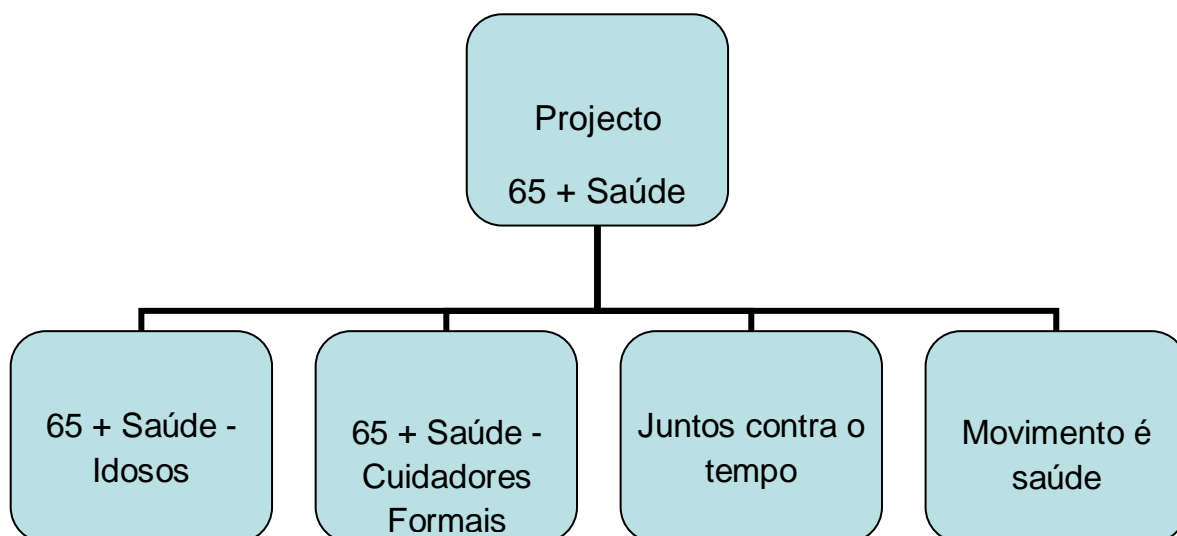 Projecto
65 + Saúde
65 + Saúde -
Idosos
65 + Saúde -
Cuidadores
Formais
Juntos contra o
tempo
Movimento é
saúde